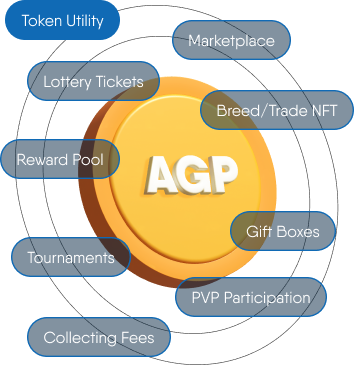 Token Utility
Marketplace
Lottery Tickets
Breed/Trade NFT
Reward Pool
AGP
Gift Boxes
Tournaments
PVP Participation
Collecting Fees